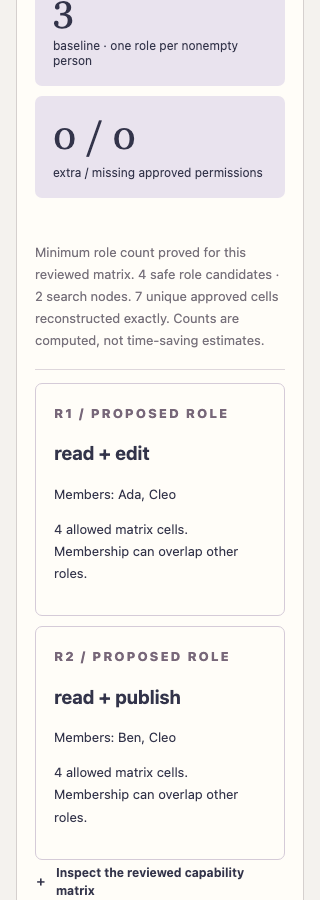 3
baseline · one role per nonempty
person
0 / 0
extra / missing approved permissions
Minimum role count proved for this
reviewed matrix. 4 safe role candidates ·
2 search nodes. 7 unique approved cells
reconstructed exactly. Counts are
computed, not time-saving estimates.
R1 / PROPOSED ROLE
read + edit
Members: Ada, Cleo
4 allowed matrix cells.
Membership can overlap other
roles.
R2 / PROPOSED ROLE
read + publish
Members: Ben, Cleo
4 allowed matrix cells.
Membership can overlap other
roles.
+ Inspect the reviewed capability
matrix